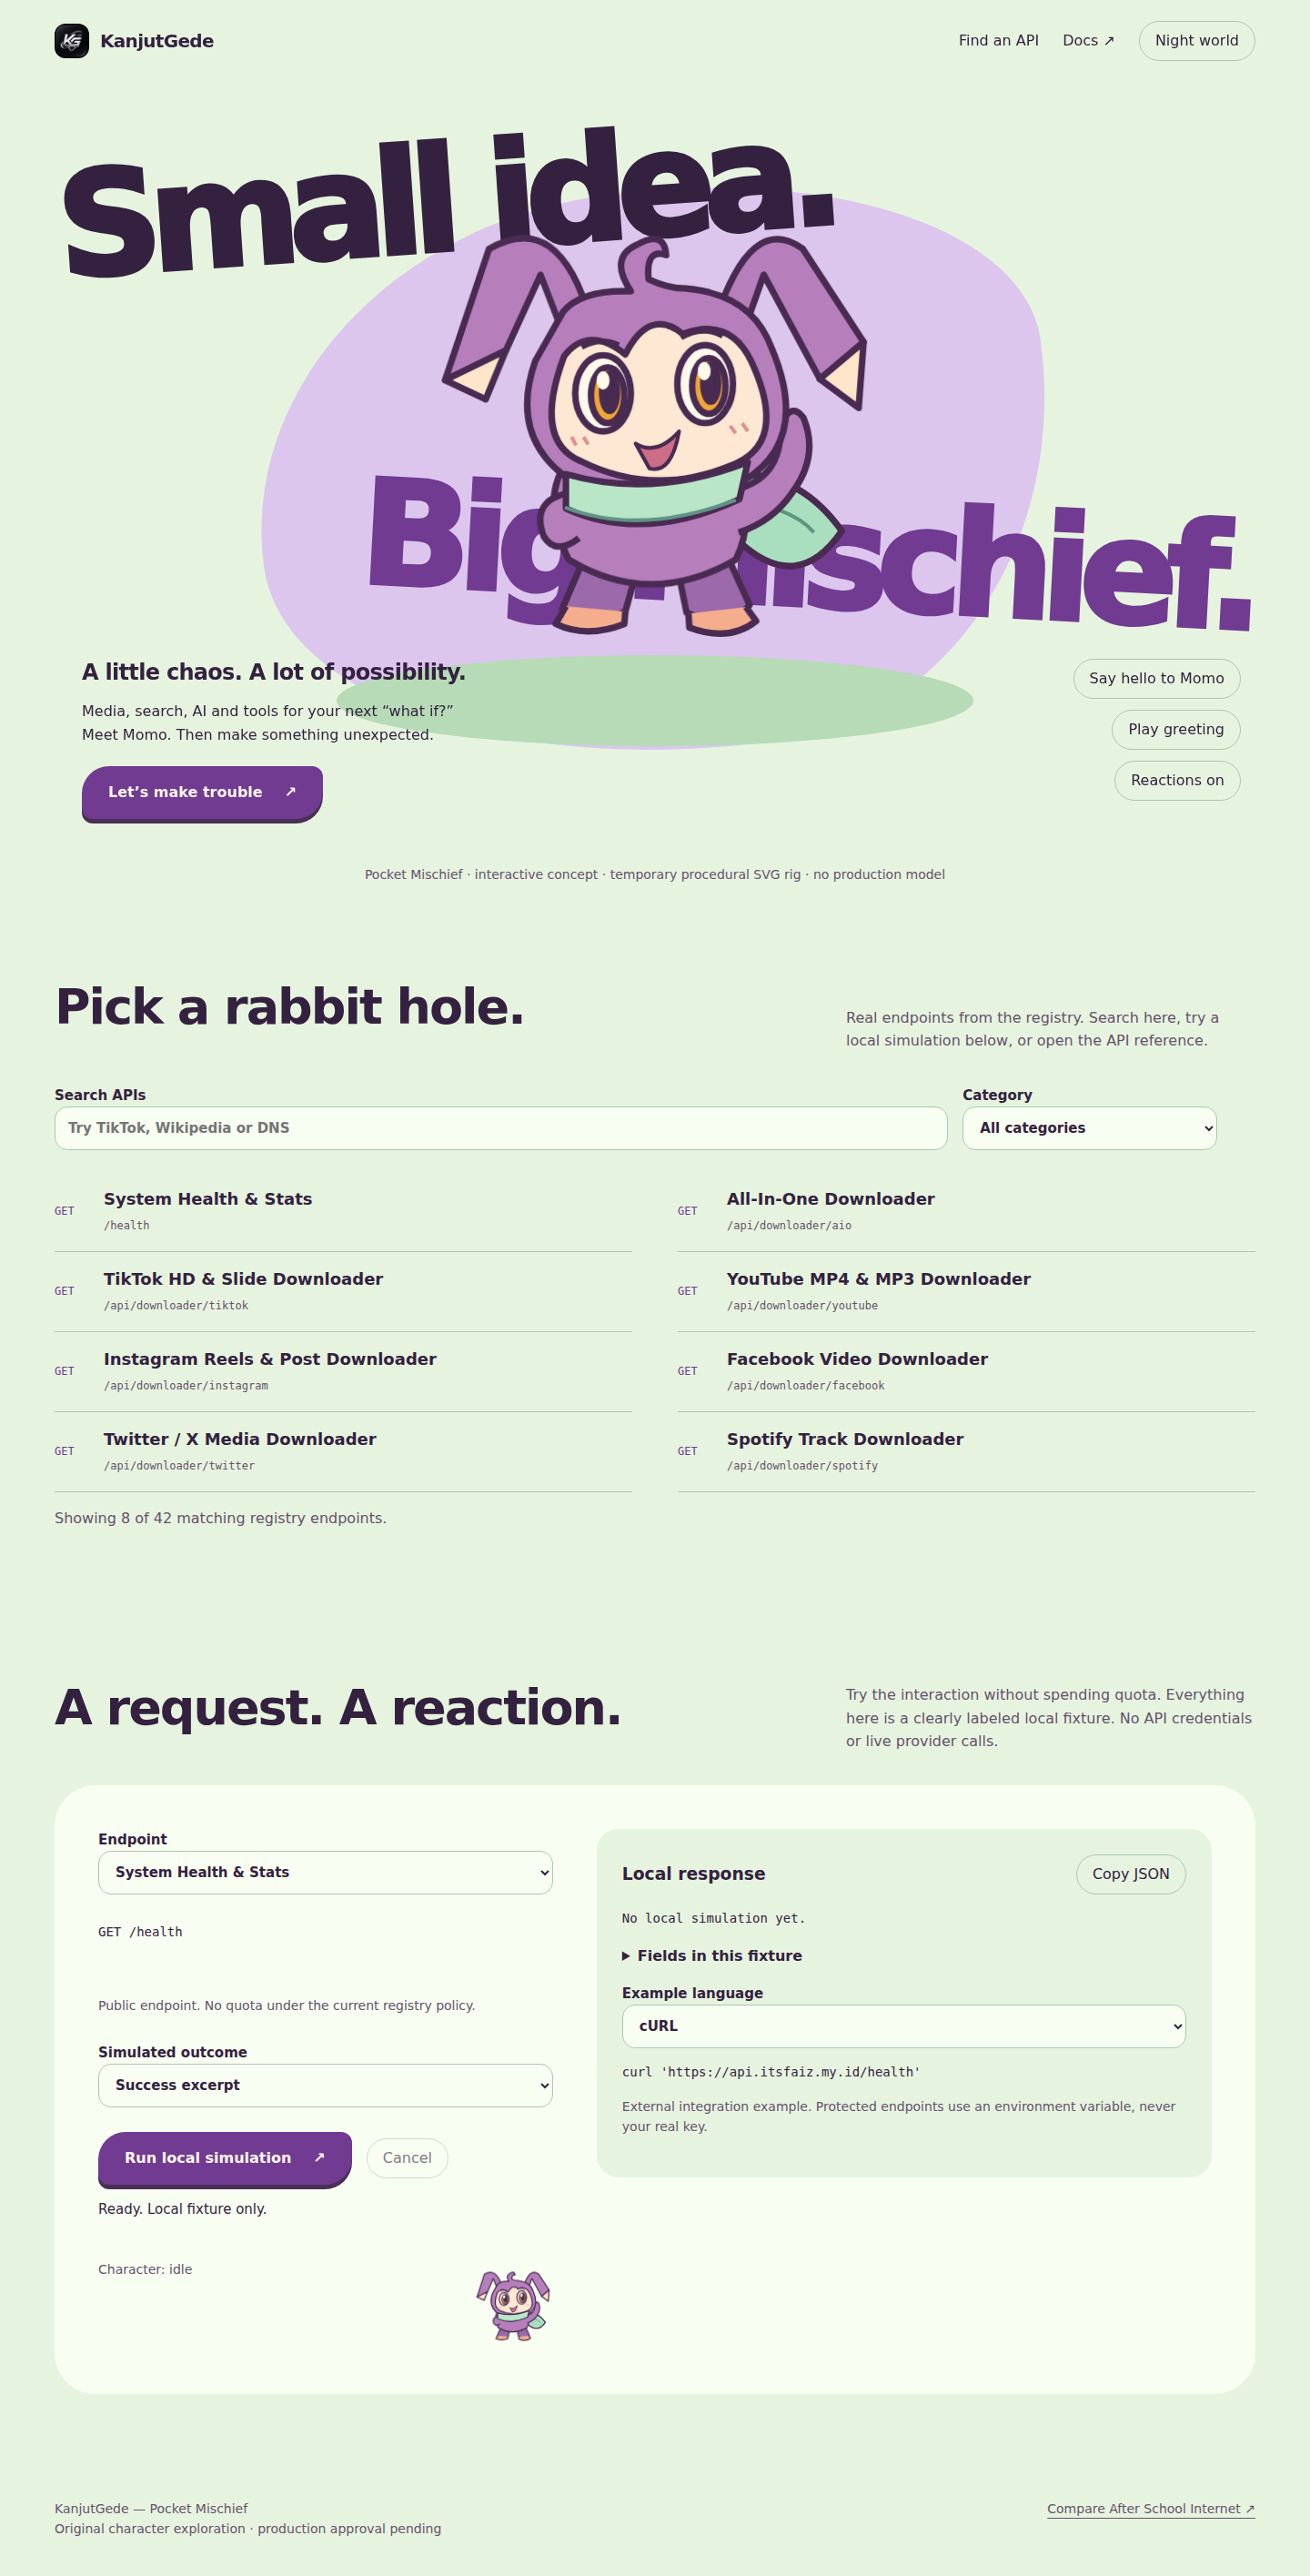 KG KanjutGede
Find an API
Docs ↗
Night world
Small idea.
Big mischief.
A little chaos. A lot of possibility.
Media, search, AI and tools for your next “what if?”
Meet Momo. Then make something unexpected.
Let’s make trouble ↗
Say hello to Momo
Play greeting
Reactions on
Pocket Mischief · interactive concept · temporary procedural SVG rig · no production model
Pick a rabbit hole.
Real endpoints from the registry. Search here, try a
local simulation below, or open the API reference.
Search APIs
Try TikTok, Wikipedia or DNS
Category
All categories
GET
System Health & Stats
/health
GET
All-In-One Downloader
/api/downloader/aio
GET
TikTok HD & Slide Downloader
/api/downloader/tiktok
GET
YouTube MP4 & MP3 Downloader
/api/downloader/youtube
GET
Instagram Reels & Post Downloader
/api/downloader/instagram
GET
Facebook Video Downloader
/api/downloader/facebook
GET
Twitter / X Media Downloader
/api/downloader/twitter
GET
Spotify Track Downloader
/api/downloader/spotify
Showing 8 of 42 matching registry endpoints.
A request. A reaction.
Try the interaction without spending quota. Everything
here is a clearly labeled local fixture. No API credentials
or live provider calls.
Endpoint
System Health & Stats
GET /health
Public endpoint. No quota under the current registry policy.
Simulated outcome
Success excerpt
Run local simulation ↗
Cancel
Ready. Local fixture only.
Character: idle
Local response
Copy JSON
No local simulation yet.
▶ Fields in this fixture
Example language
cURL
curl 'https://api.itsfaiz.my.id/health'
External integration example. Protected endpoints use an environment variable, never
your real key.
KanjutGede — Pocket Mischief
Original character exploration · production approval pending
Compare After School Internet ↗